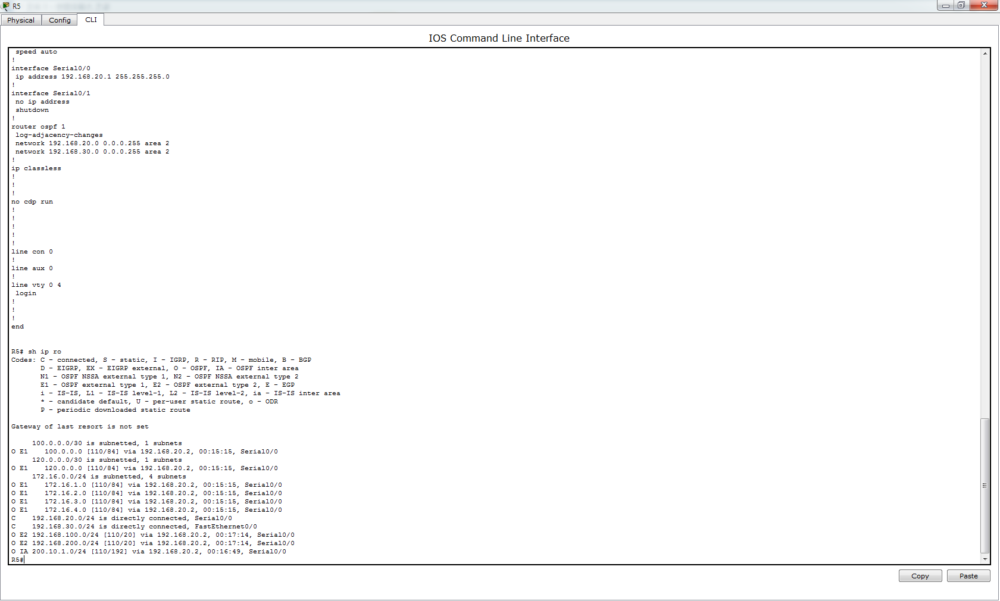 R5
Physical
Config
CLI
IOS Command Line Interface
speed auto
!
interface Serial0/0
ip address 192.168.20.1 255.255.255.0
!
interface Serial0/1
no ip address
shutdown
!
router ospf 1
log-adjacency-changes
network 192.168.20.0 0.0.0.255 area 2
network 192.168.30.0 0.0.0.255 area 2
!
ip classless
!
!
!
no cdp run
!
!
!
!
!
line con 0
!
line aux 0
!
line vty 0 4
login
!
!
!
end
R5# sh ip ro
Codes: C - connected, S - static, I - IGRP, R - RIP, M - mobile, B - BGP
D - EIGRP, EX - EIGRP external, O - OSPF, IA - OSPF inter area
N1 - OSPF NSSA external type 1, N2 - OSPF NSSA external type 2
E1 - OSPF external type 1, E2 - OSPF external type 2, E - EGP
i - IS-IS, L1 - IS-IS level-1, L2 - IS-IS level-2, ia - IS-IS inter area
* - candidate default, U - per-user static route, o - ODR
P - periodic downloaded static route
Gateway of last resort is not set
100.0.0.0/30 is subnetted, 1 subnets
O E1 100.0.0.0 [110/84] via 192.168.20.2, 00:15:15, Serial0/0
120.0.0.0/30 is subnetted, 1 subnets
O E1 120.0.0.0 [110/84] via 192.168.20.2, 00:15:15, Serial0/0
172.16.0.0/24 is subnetted, 4 subnets
O E1 172.16.1.0 [110/84] via 192.168.20.2, 00:15:15, Serial0/0
O E1 172.16.2.0 [110/84] via 192.168.20.2, 00:15:15, Serial0/0
O E1 172.16.3.0 [110/84] via 192.168.20.2, 00:15:15, Serial0/0
O E1 172.16.4.0 [110/84] via 192.168.20.2, 00:15:15, Serial0/0
C 192.168.20.0/24 is directly connected, Serial0/0
C 192.168.30.0/24 is directly connected, FastEthernet0/0
O E2 192.168.100.0/24 [110/20] via 192.168.20.2, 00:17:14, Serial0/0
O E2 192.168.200.0/24 [110/20] via 192.168.20.2, 00:17:14, Serial0/0
O IA 200.10.1.0/24 [110/192] via 192.168.20.2, 00:16:49, Serial0/0
R5#
Copy
Paste